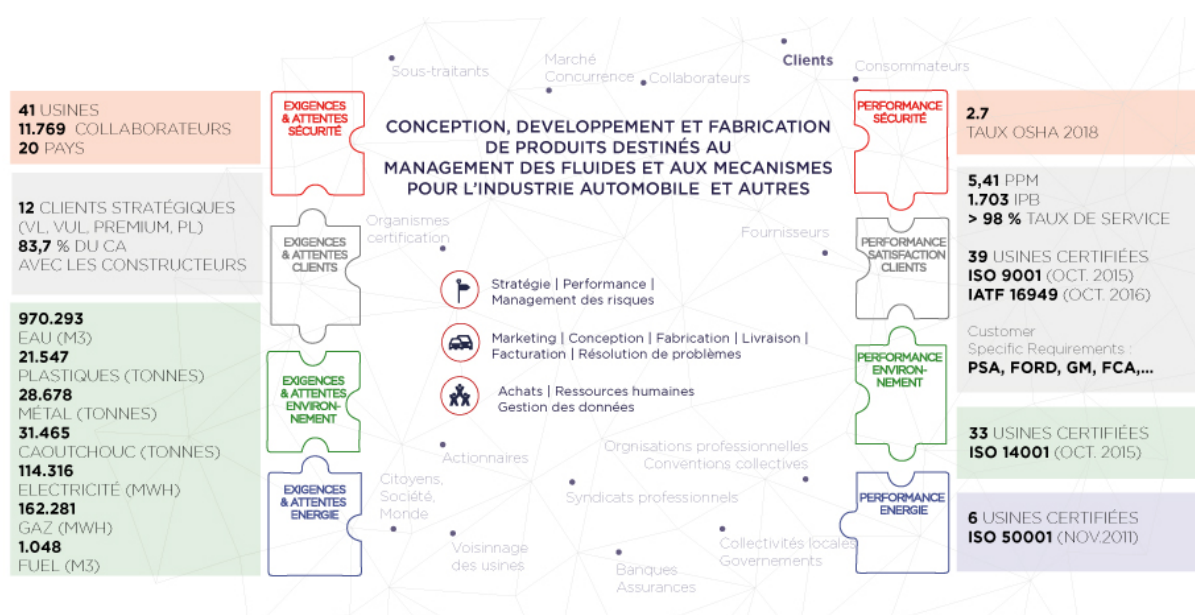 Sous-traitants
Marché
Concurrence
Collaborateurs
Clients
Consommateurs
41 USINES
11.769 COLLABORATEURS
20 PAYS
EXIGENCES
& ATTENTES
SÉCURITÉ
CONCEPTION, DEVELOPPEMENT ET FABRICATION
DE PRODUITS DESTINÉS AU
MANAGEMENT DES FLUIDES ET AUX MECANISMES
POUR L'INDUSTRIE AUTOMOBILE ET AUTRES
PERFORMANCE
SÉCURITÉ
2.7
TAUX OSHA 2018
12 CLIENTS STRATÉGIQUES
(VL, VUL, PREMIUM, PL)
83,7 % DU CA
AVEC LES CONSTRUCTEURS
EXIGENCES
& ATTENTES
CLIENTS
Organismes
certification
Fournisseurs
PERFORMANCE
SATISFACTION
CLIENTS
5,41 PPM
1.703 IPB
> 98 % TAUX DE SERVICE
39 USINES CERTIFIÉES
ISO 9001 (OCT. 2015)
IATF 16949 (OCT. 2016)
Customer
Specific Requirements :
PSA, FORD, GM, FCA,...
Stratégie | Performance |
Management des risques
Marketing | Conception | Fabrication | Livraison |
Facturation | Résolution de problèmes
Achats | Ressources humaines
Gestion des données
970.293
EAU (M3)
21.547
PLASTIQUES (TONNES)
28.678
MÉTAL (TONNES)
31.465
CAOUTCHOUC (TONNES)
114.316
ELECTRICITÉ (MWH)
162.281
GAZ (MWH)
1.048
FUEL (M3)
EXIGENCES
& ATTENTES
ENVIRON-
NEMENT
PERFORMANCE
ENVIRON-
NEMENT
33 USINES CERTIFIÉES
ISO 14001 (OCT. 2015)
EXIGENCES
& ATTENTES
ENERGIE
Actionnaires
Citoyens,
Société,
Monde
Voisinnage
des usines
Orgnisations professionnelles
Conventions collectives
Syndicats professionnels
Banques
Assurances
Collectivités locales
Governements
PERFORMANCE
ENERGIE
6 USINES CERTIFIÉES
ISO 50001 (NOV.2011)